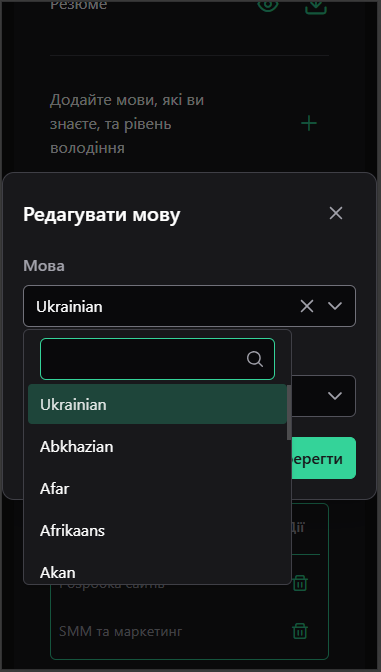 Резюме
Додайте мови, які ви
знаєте, та рівень
володіння
Редагувати мову
Мова
Ukrainian
Ukrainian
Abkhazian
Afar
Afrikaans
Akan
SMM та маркетинг